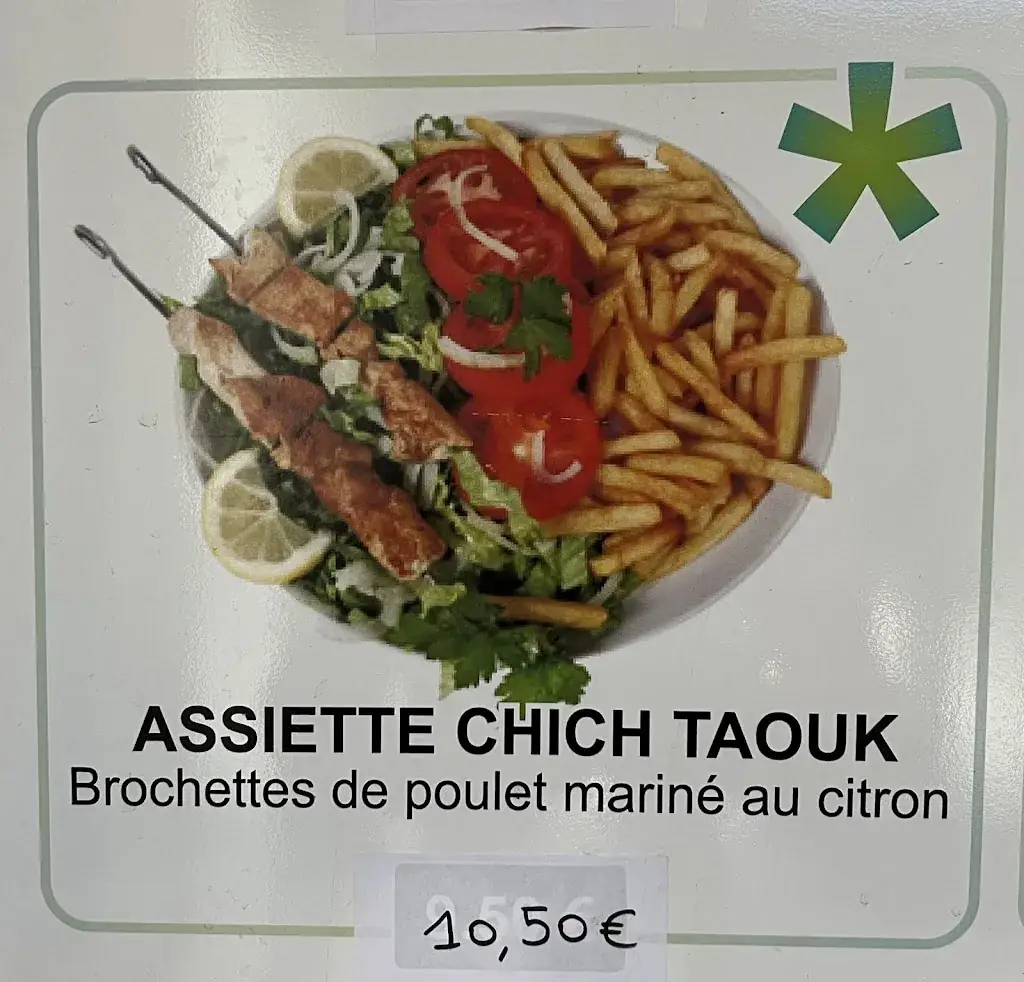 ASSIETTE CHICH TAOUK
Brochettes de poulet mariné au citron
10,50€